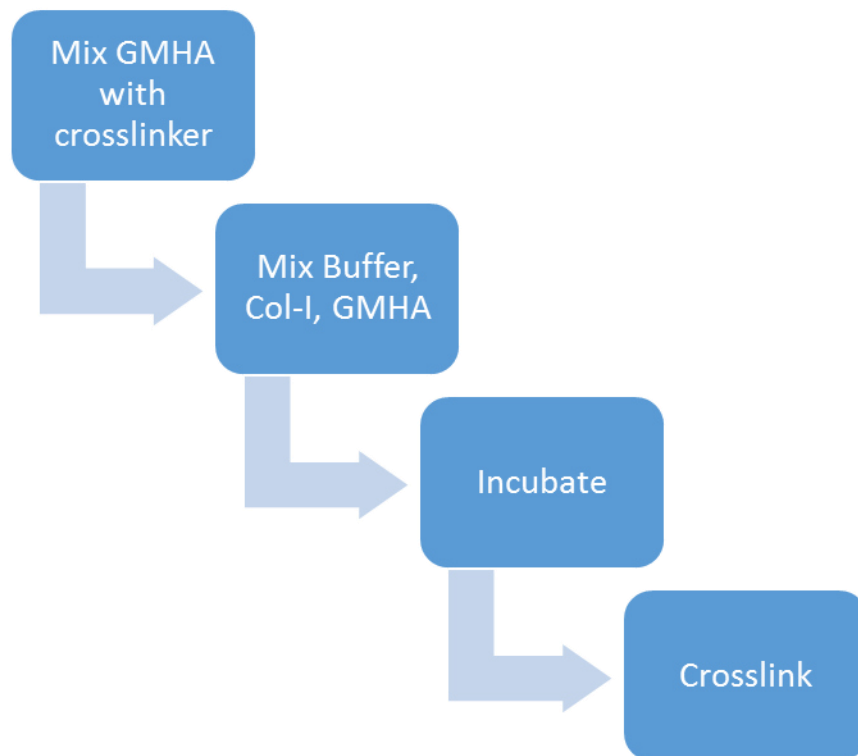 Mix GMHA
with
crosslinker
Mix Buffer,
Col-I, GMHA
Incubate
Crosslink